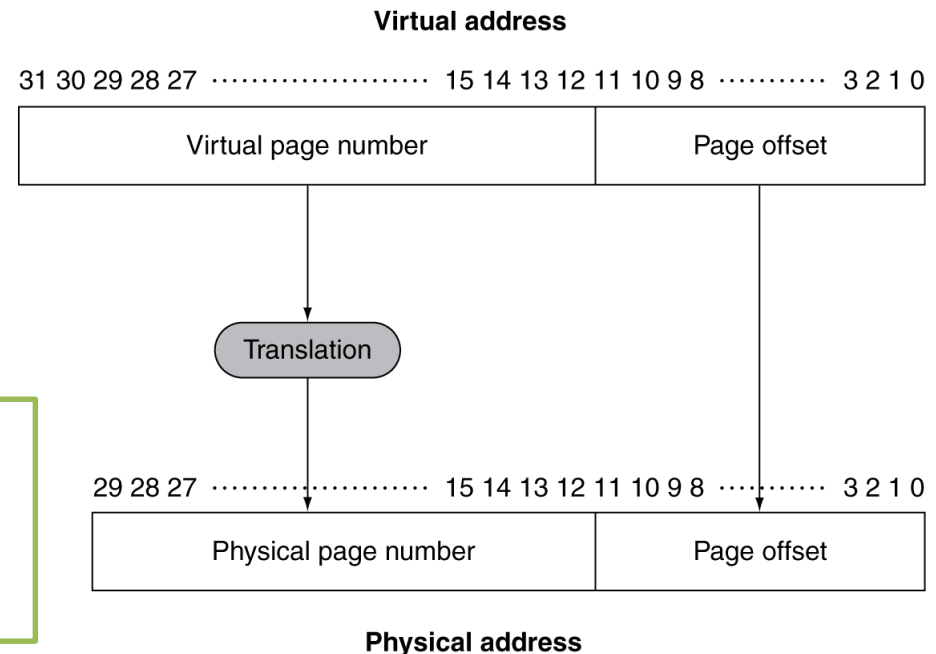 Virtual address
31 30 29 28 27 ······················ 15 14 13 12 11 10 9 8 ··········· 3 2 1 0
Virtual page number Page offset
Translation
29 28 27 ······················ 15 14 13 12 11 10 9 8 ··········· 3 2 1 0
Physical page number Page offset
Physical address